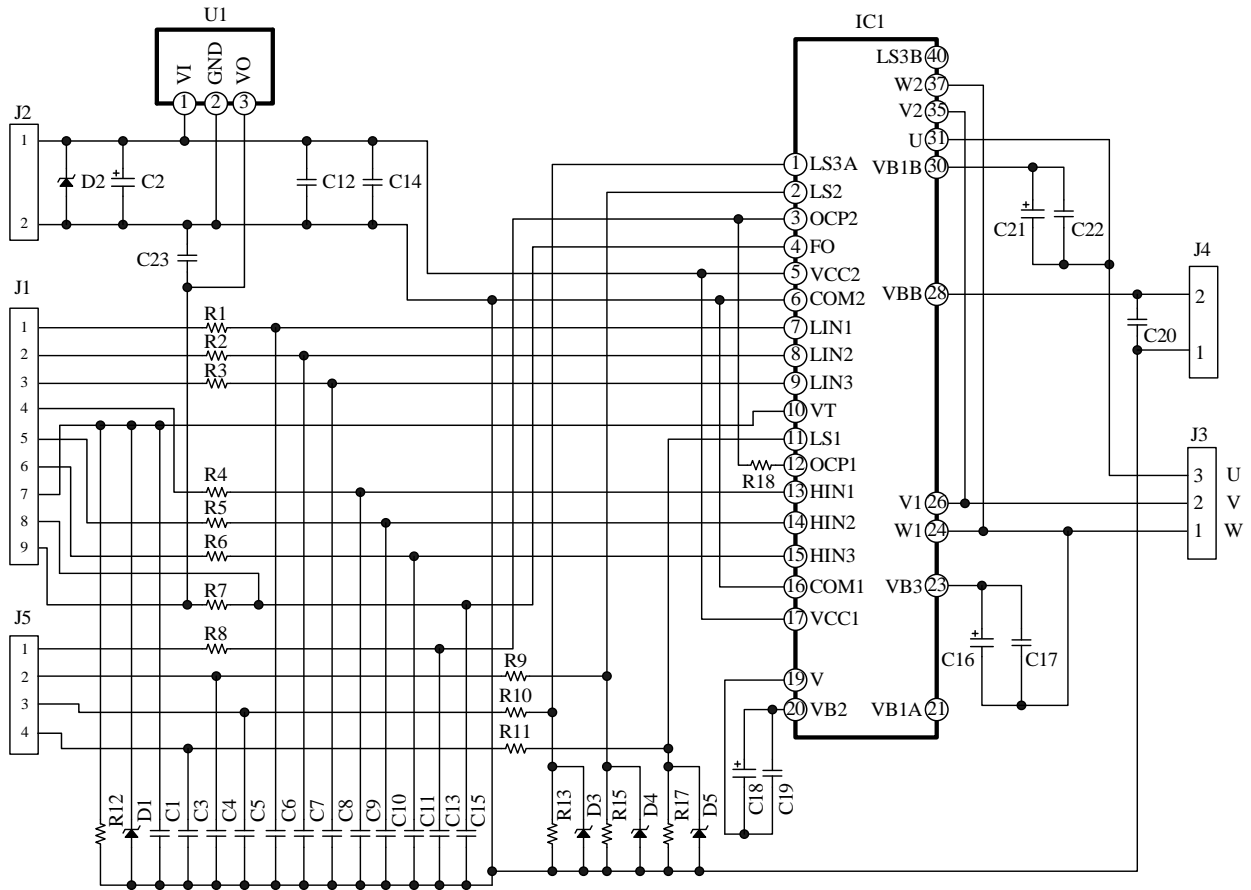 U1
IC1
VI
GND
VO
1
2
3
LS3B 40
W2 37
V2 35
U 31
VB1B 30
J2
1
2
D2
C2
C12
C14
C23
1 LS3A
2 LS2
3 OCP2
4 FO
5 VCC2
6 COM2
7 LIN1
8 LIN2
9 LIN3
10 VT
11 LS1
12 OCP1
13 HIN1
14 HIN2
15 HIN3
16 COM1
17 VCC1
19 V
20 VB2
C21
C22
J4
2
1
VBB 28
C20
J1
1
2
3
4
5
6
7
8
9
R1
R2
R3
R4
R5
R6
R7
R8
R18
J3
3 U
2 V
1 W
V1 26
W1 24
VB3 23
C16
C17
VB1A 21
J5
1
2
3
4
R9
R10
R11
R12
D1
C1
C3
C4
C5
C6
C7
C8
C9
C10
C11
C13
C15
R13
D3
R15
D4
R17
D5
C18
C19